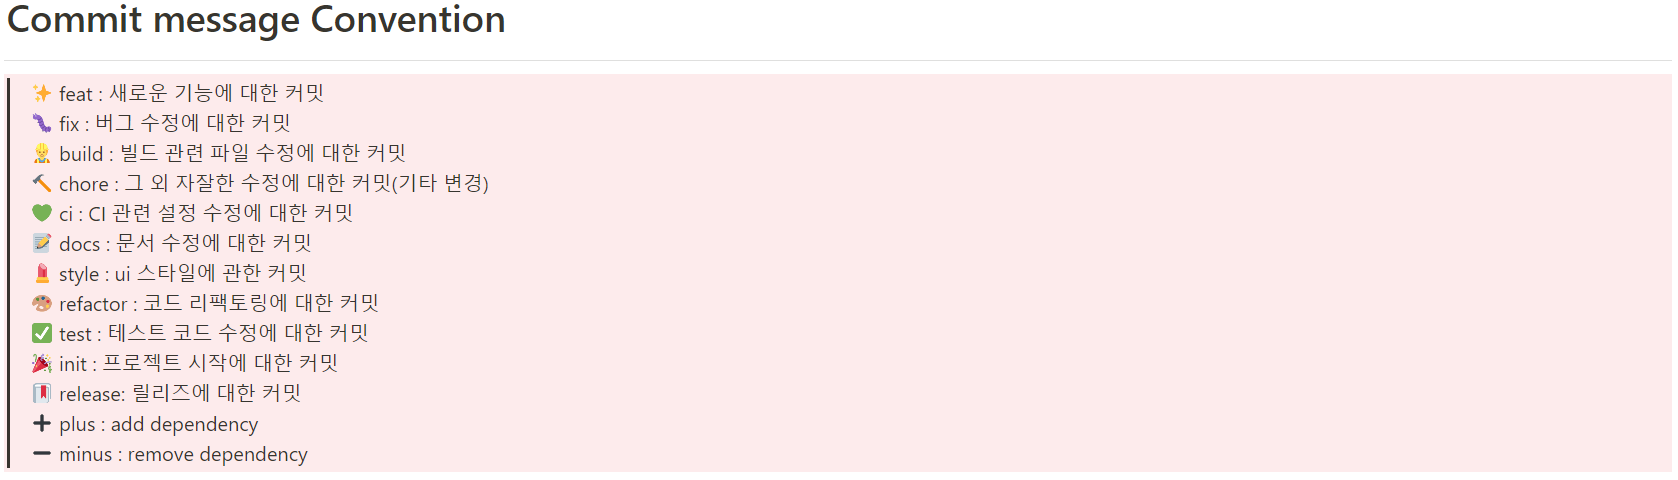 Commit message Convention
✨ feat : 새로운 기능에 대한 커밋
🐛 fix : 버그 수정에 대한 커밋
👷 build : 빌드 관련 파일 수정에 대한 커밋
🔨 chore : 그 외 자잘한 수정에 대한 커밋(기타 변경)
💚 ci : CI 관련 설정 수정에 대한 커밋
📝 docs : 문서 수정에 대한 커밋
💄 style : ui 스타일에 관한 커밋
🎨 refactor : 코드 리팩토링에 대한 커밋
✅ test : 테스트 코드 수정에 대한 커밋
🎉 init : 프로젝트 시작에 대한 커밋
🔖 release: 릴리즈에 대한 커밋
➕ plus : add dependency
➖ minus : remove dependency